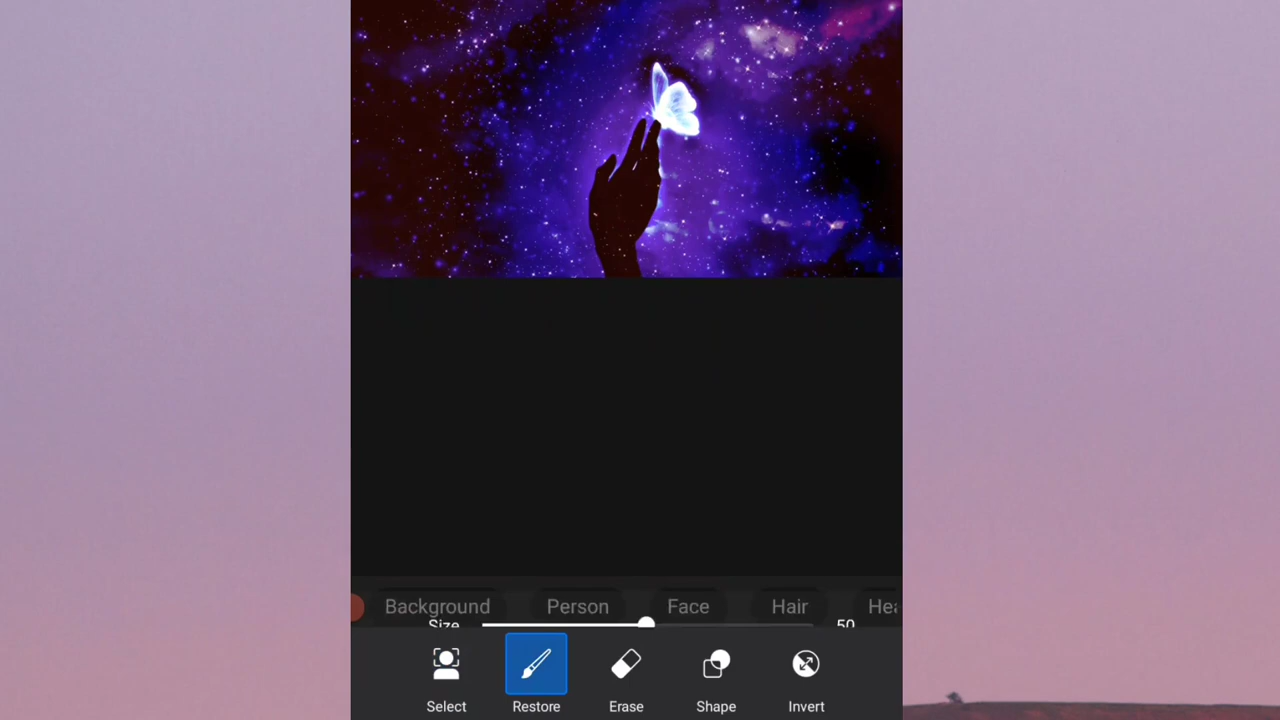 Background Person Face Hair
Size 50
Select Restore Erase Shape Invert